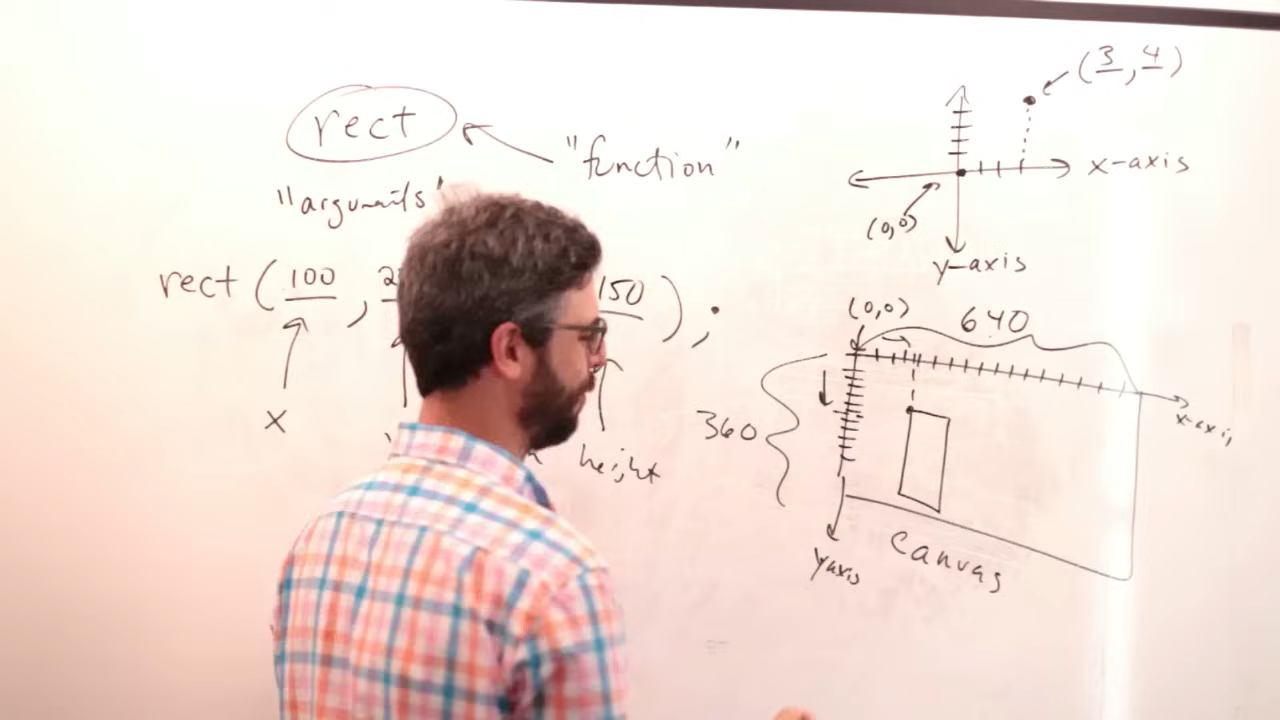 rect
"function"
"arguments"
rect (100, 2 150);
x
height
(3, 4)
x-axis
(0,0)
y-axis
(0,0)
640
360
x-axis
y axis
Canvas